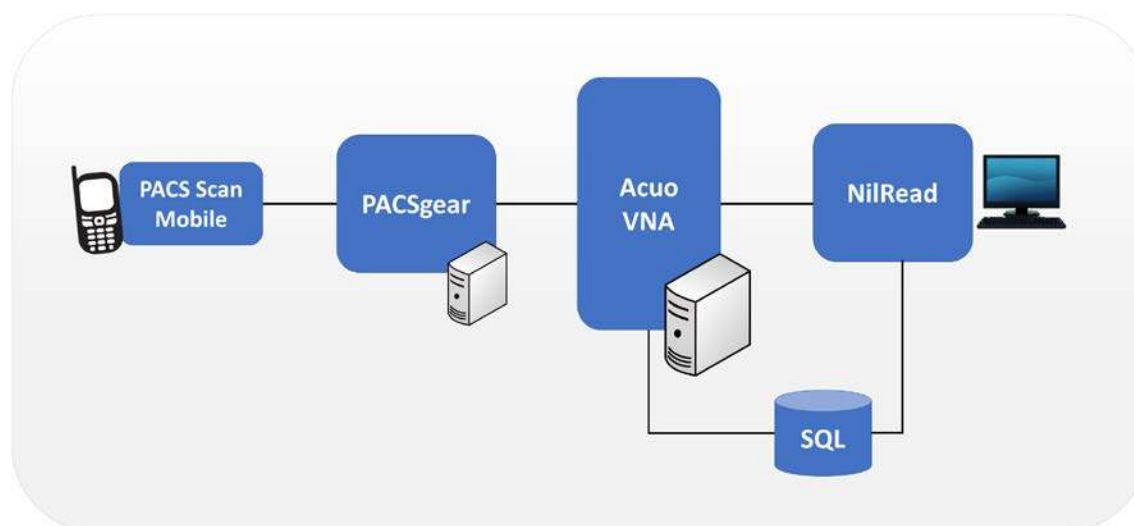 PACS Scan
Mobile
PACSgear
Acuo
VNA
NilRead
SQL